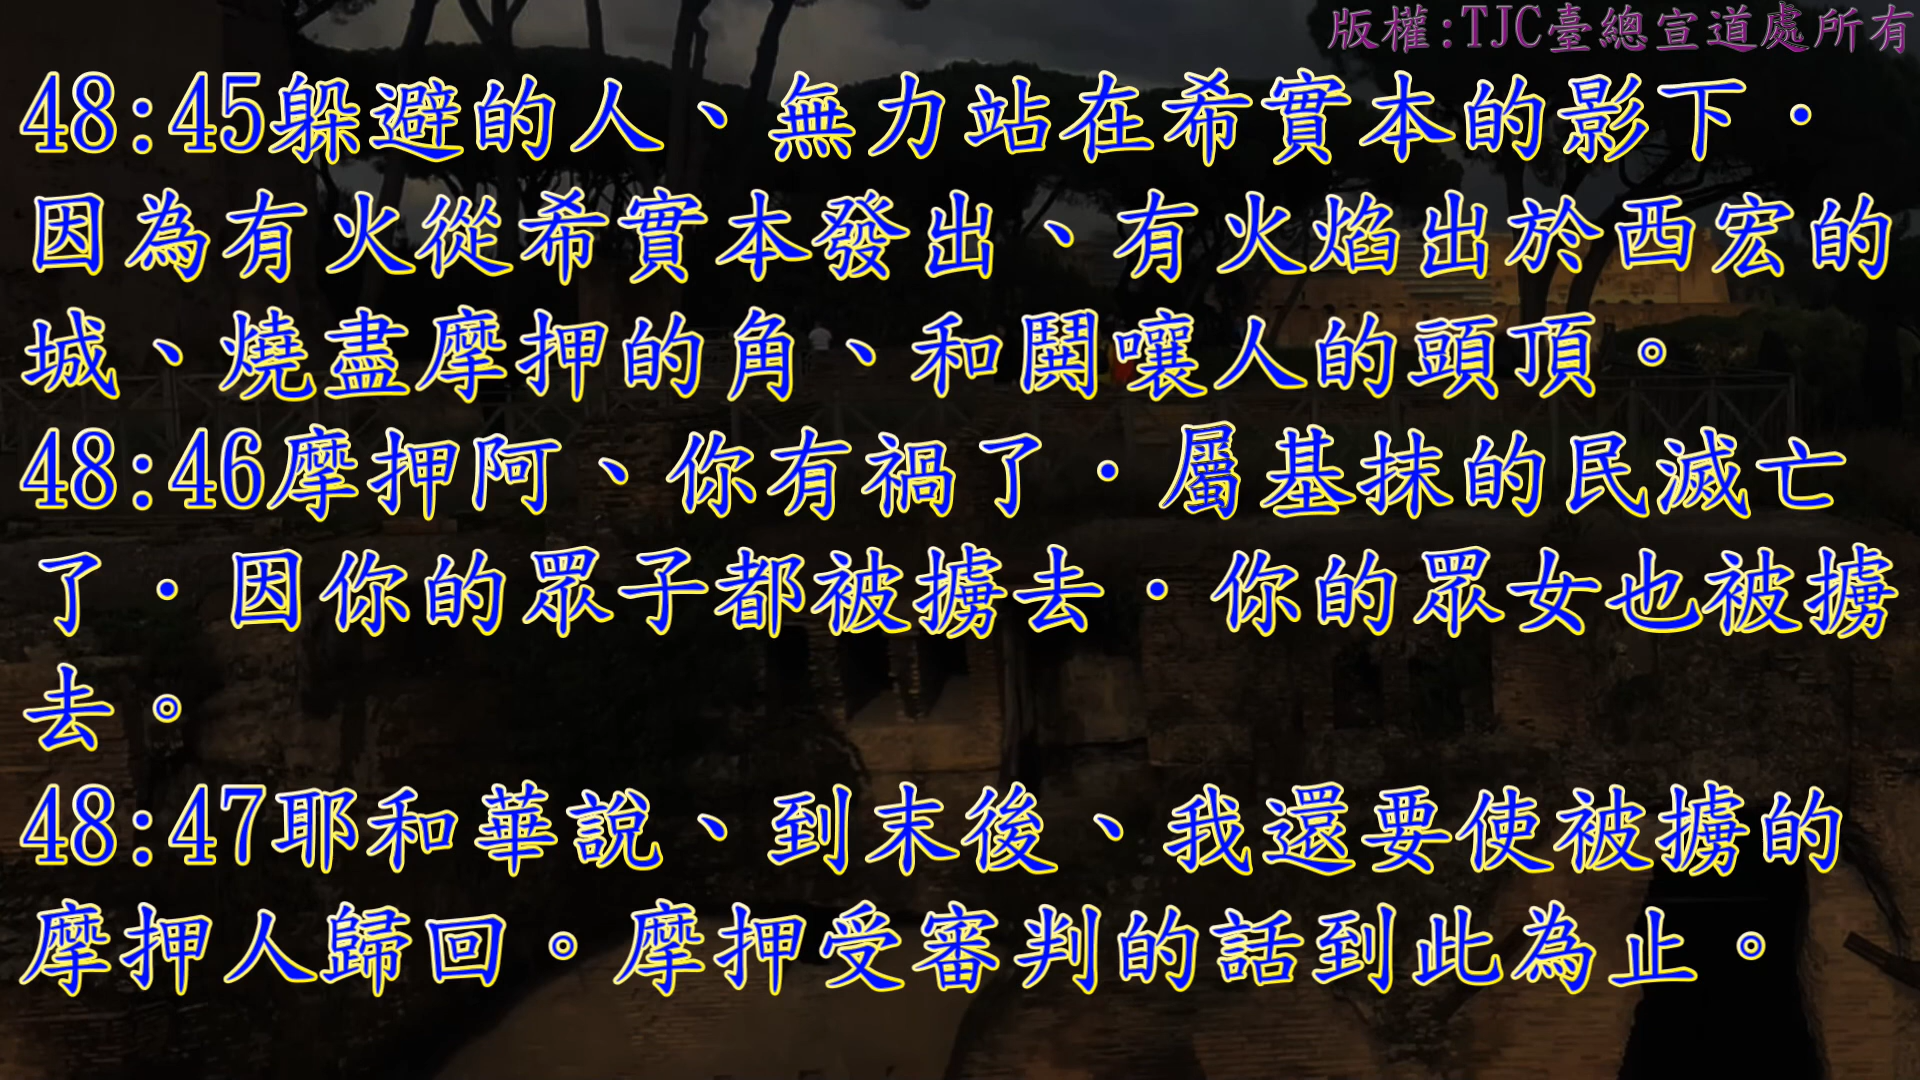 版權:TJC臺總宣道處所有
48:45躲避的人、無力站在希實本的影下．
因為有火從希實本發出、有火焰出於西宏的
城、燒盡摩押的角、和鬨嚷人的頭頂。
48:46摩押阿、你有禍了．屬基抹的民滅亡
了．因你的眾子都被擄去．你的眾女也被擄
去。
48:47耶和華說、到末後、我還要使被擄的
摩押人歸回。摩押受審判的話到此為止。